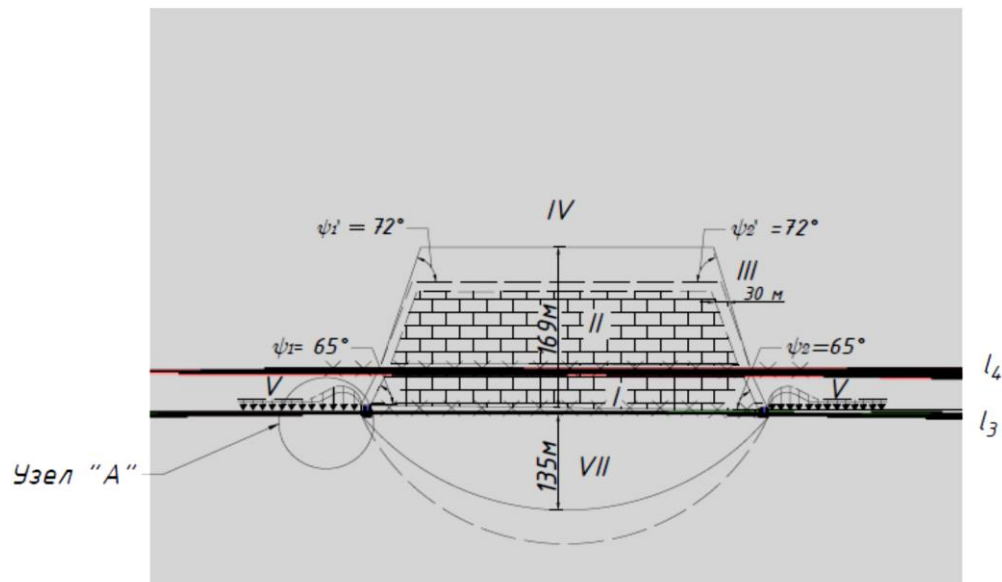 IV
ψ1' = 72°
ψ2' =72°
III
30 м
169м
II
ψ1= 65°
ψ2=65°
l4
V
I
V
l3
135м
VII
Узел "А"